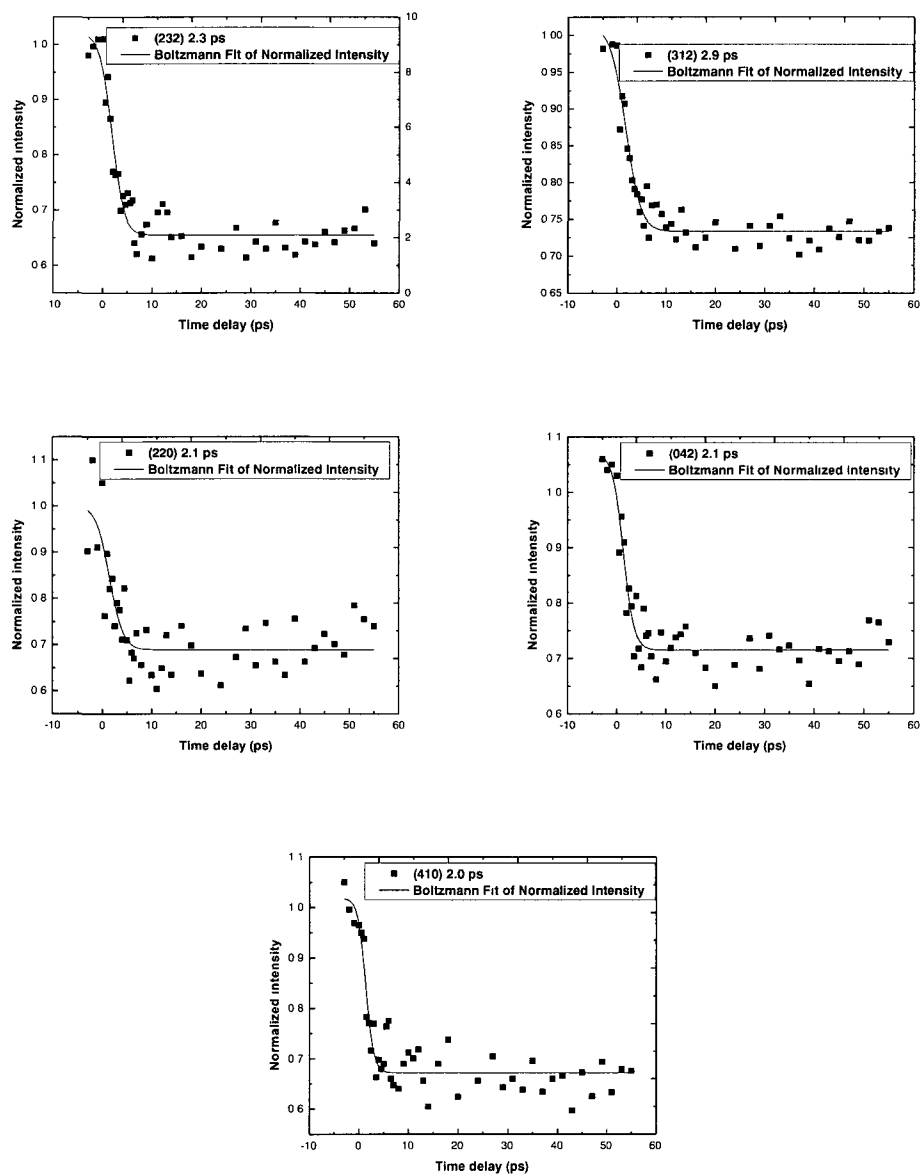 (232) 2.3 ps
Boltzmann Fit of Normalized Intensity
Normalized intensity
1.0
0 9
0 8
0.7
0 6
10
8
6
4
2
0
10 0 10 20 30 40 50 60
Time delay (ps)
(312) 2.9 ps
Boltzmann Fit of Normalized Intensity
Normalized intensity
1.00
0.95
0.90
0 85
0 80
0.75
0.70
0 65
-10 0 10 20 30 40 50 60
Time delay (ps)
(220) 2.1 ps
Boltzmann Fit of Normalized Intensity
Normalized intensity
1.1
1.0
0.9
0.8
0.7
0 6
-10 0 10 20 30 40 50 60
Time delay (ps)
(042) 2.1 ps
Boltzmann Fit of Normalized Intensity
Normalized intensity
1.1
1.0
0.9
0.8
0.7
0.6
-10 0 10 20 30 40 50 60
Time delay (ps)
(410) 2.0 ps
Boltzmann Fit of Normalized Intensity
Normalized intensity
1 1
1 0
0 9
0 8
0 7
0 6
-10 0 10 20 30 40 50 60
Time delay (ps)